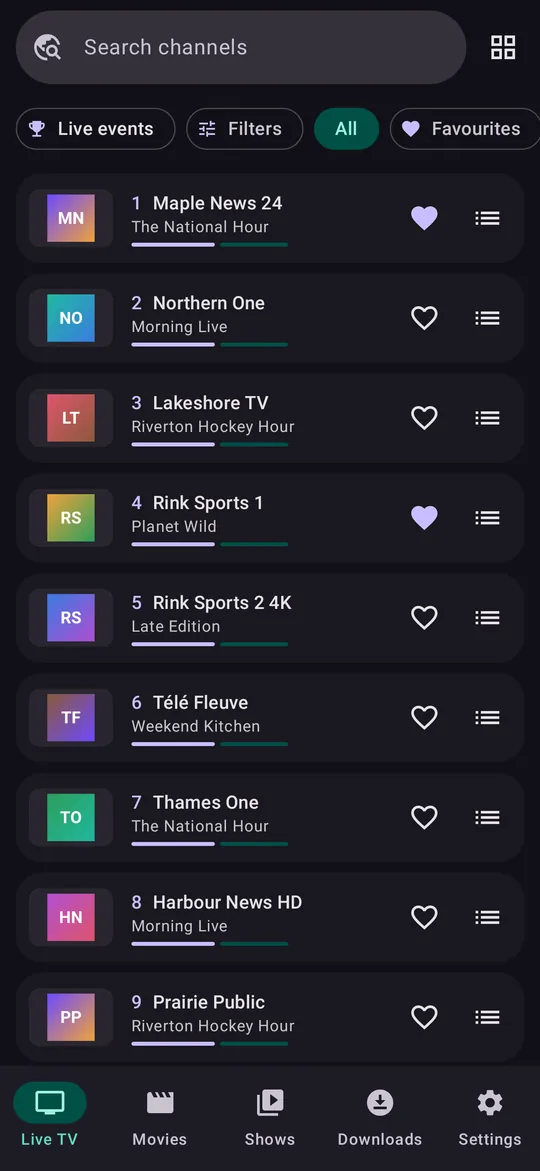 Search channels
Live events
Filters
All
Favourites
MN
1 Maple News 24
The National Hour
NO
2 Northern One
Morning Live
LT
3 Lakeshore TV
Riverton Hockey Hour
RS
4 Rink Sports 1
Planet Wild
RS
5 Rink Sports 2 4K
Late Edition
TF
6 Télé Fleuve
Weekend Kitchen
TO
7 Thames One
The National Hour
HN
8 Harbour News HD
Morning Live
PP
9 Prairie Public
Riverton Hockey Hour
Live TV
Movies
Shows
Downloads
Settings